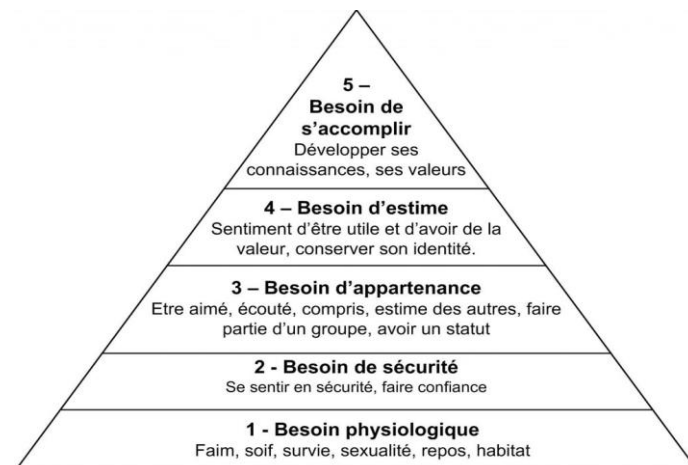 5 –
Besoin de
s'accomplir
Développer ses
connaissances, ses valeurs
4 – Besoin d'estime
Sentiment d'être utile et d'avoir de la
valeur, conserver son identité.
3 – Besoin d'appartenance
Etre aimé, écouté, compris, estime des autres, faire
partie d'un groupe, avoir un statut
2 - Besoin de sécurité
Se sentir en sécurité, faire confiance
1 - Besoin physiologique
Faim, soif, survie, sexualité, repos, habitat